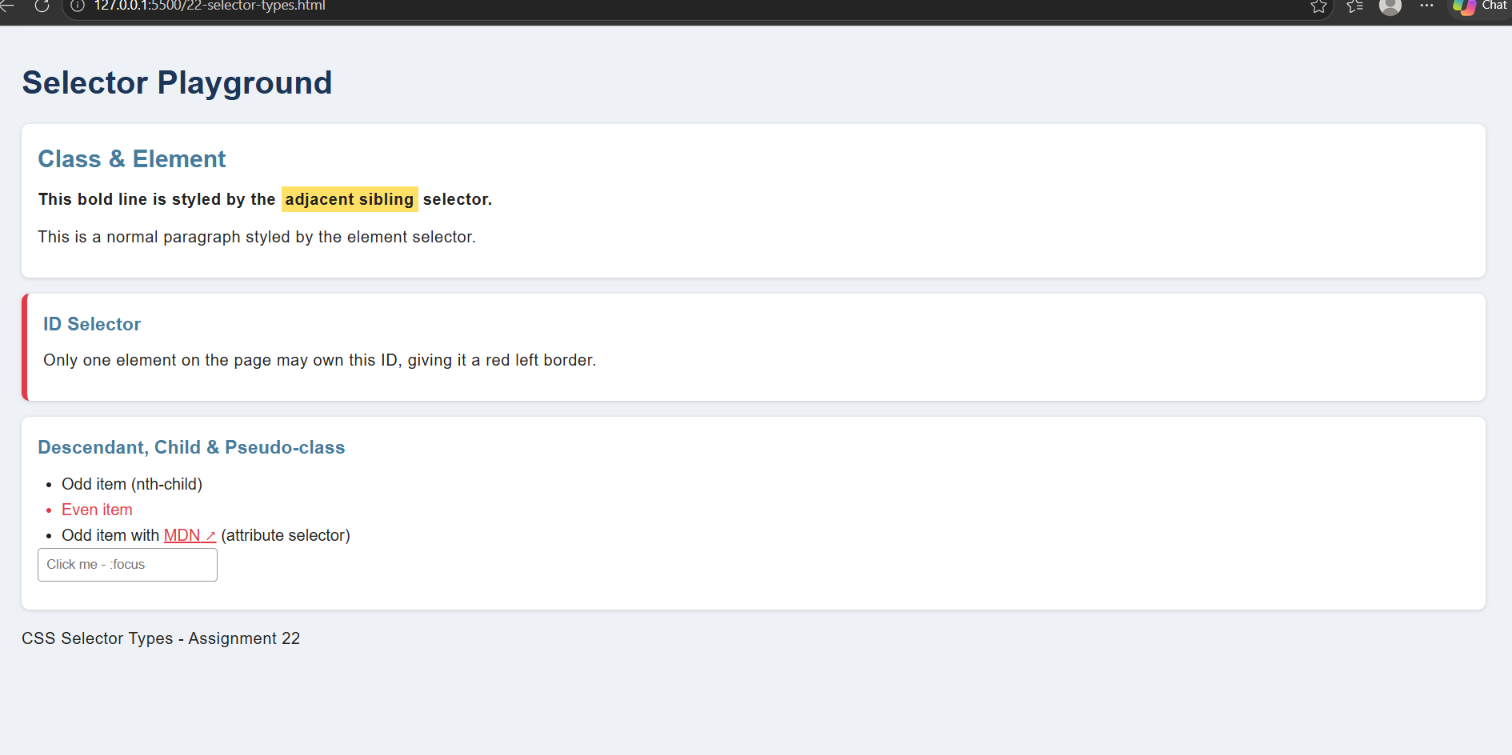 127.0.0.1:5500/22-selector-types.html
Chat
Selector Playground
Class & Element
This bold line is styled by the adjacent sibling selector.
This is a normal paragraph styled by the element selector.
ID Selector
Only one element on the page may own this ID, giving it a red left border.
Descendant, Child & Pseudo-class
• Odd item (nth-child)
• Even item
• Odd item with MDN ↗ (attribute selector)
Click me - :focus
CSS Selector Types - Assignment 22